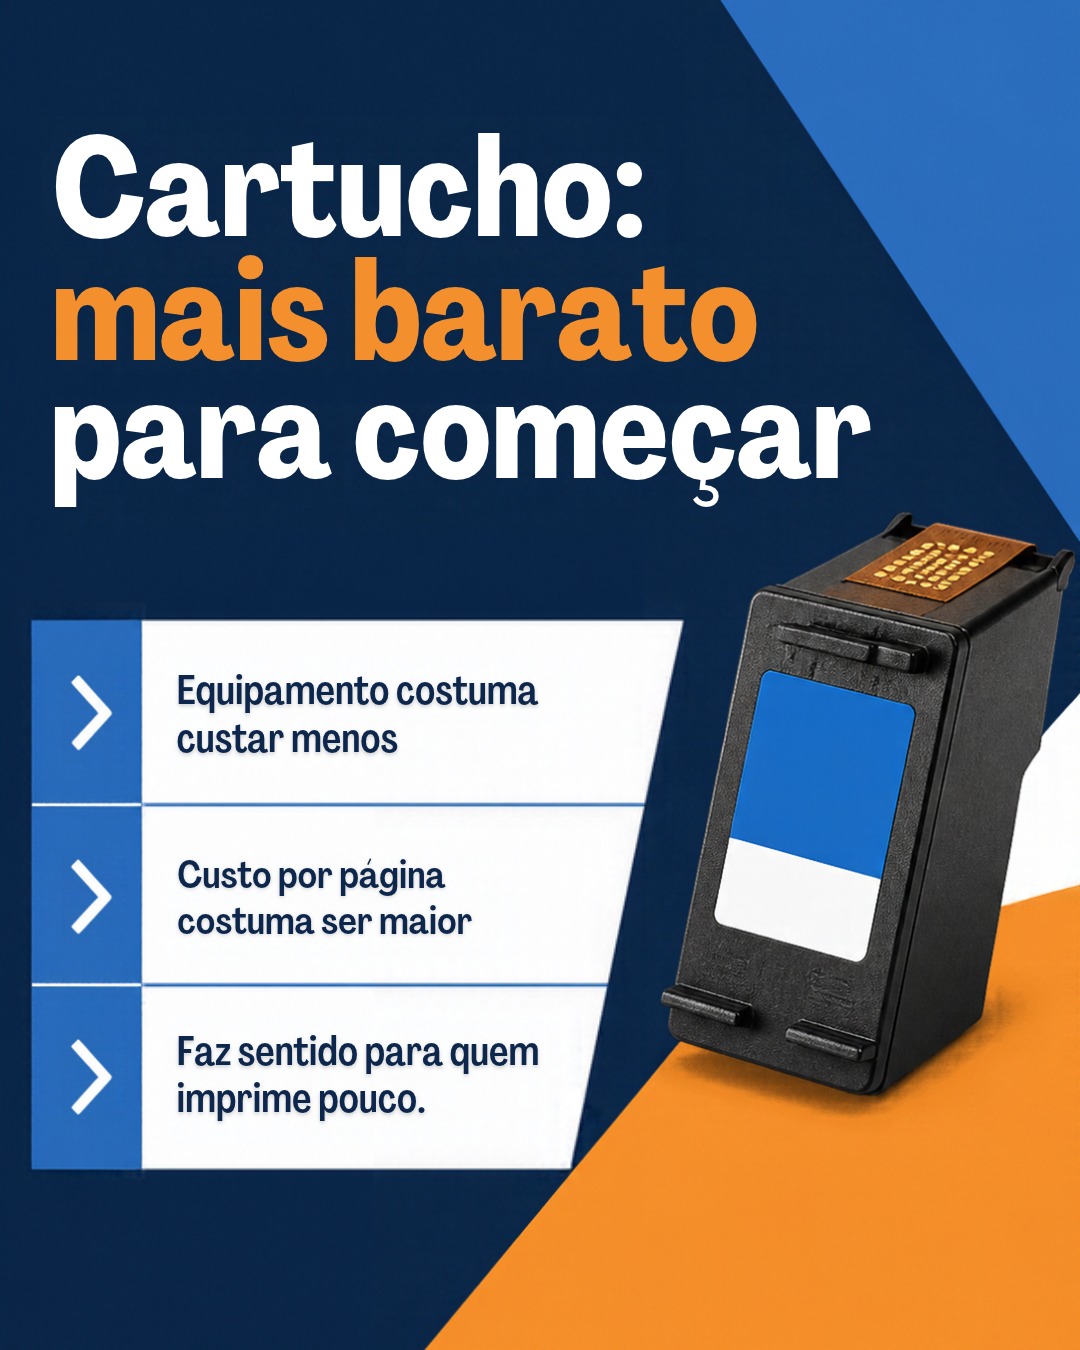 Cartucho:
mais barato
para começar
Equipamento costuma
custar menos
Custo por página
costuma ser maior
Faz sentido para quem
imprime pouco.